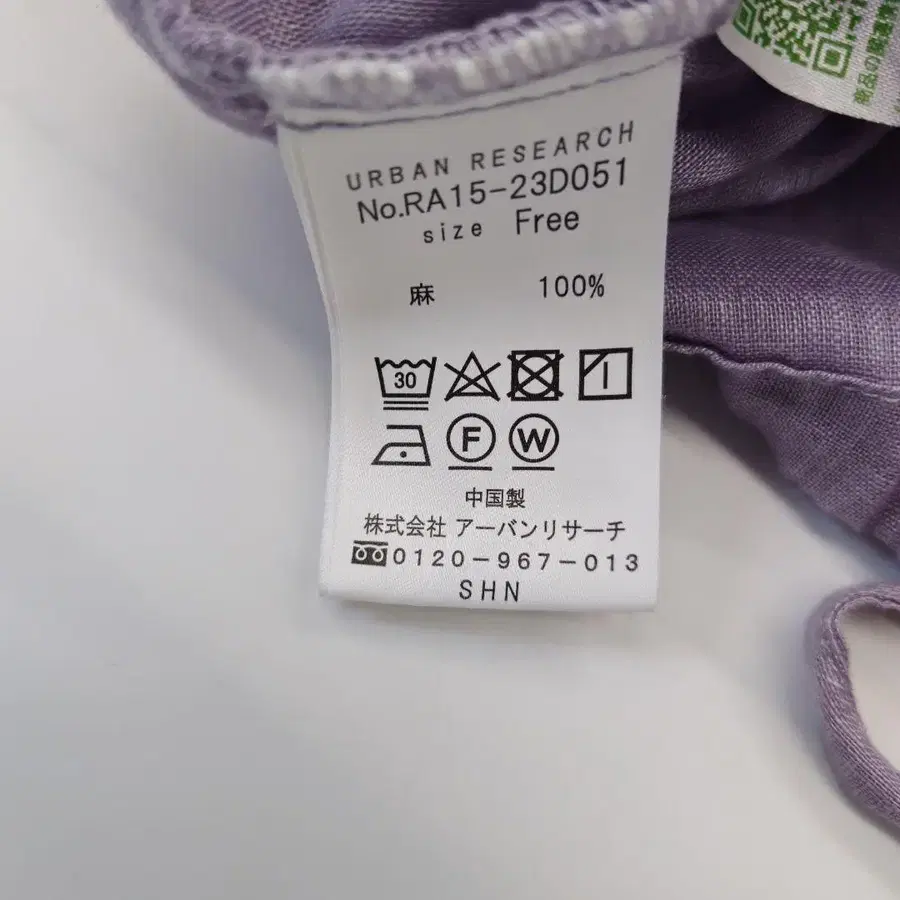 URBAN RESEARCH
No.RA15-23D051
size Free
麻 100%
30
F W
中国製
株式会社 アーバンリサーチ
0120-967-013
SHN